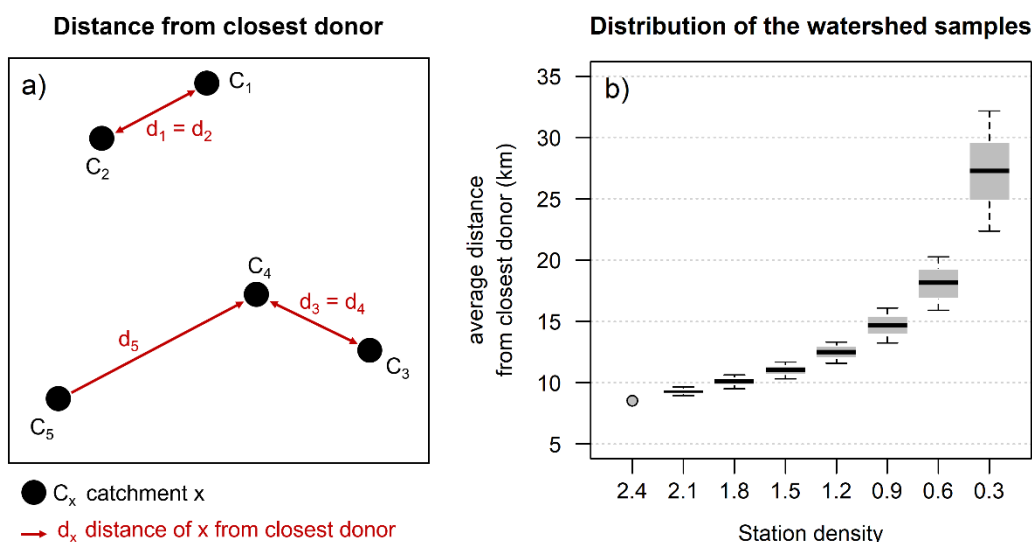 Distance from closest donor
a)
C₁
d₁ = d₂
C₂
C₄
d₃ = d₄
d₅
C₃
C₅
Cₓ catchment x
dₓ distance of x from closest donor
Distribution of the watershed samples
b)
average distance
from closest donor (km)
35
30
25
20
15
10
5
2.4 2.1 1.8 1.5 1.2 0.9 0.6 0.3
Station density